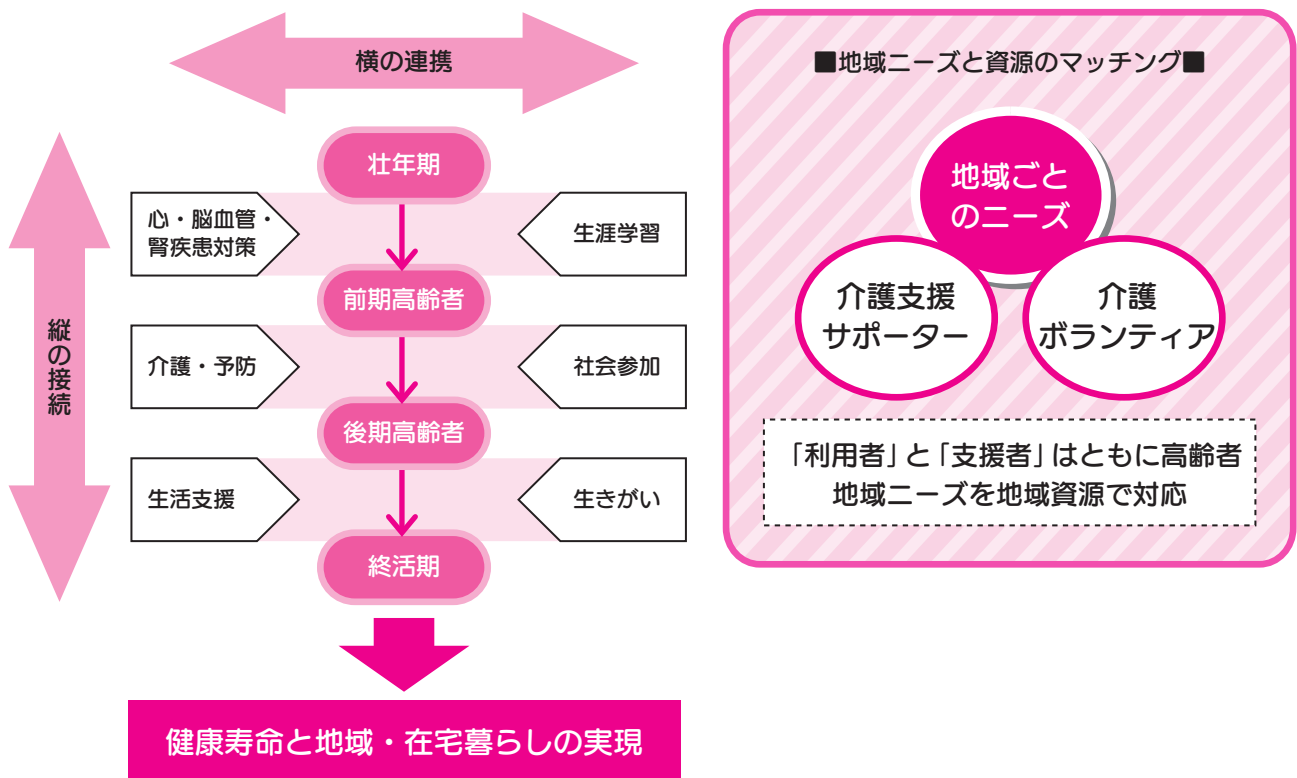 横の連携
縦の接続
壮年期
心・脳血管・
腎疾患対策
生涯学習
前期高齢者
介護・予防
社会参加
後期高齢者
生活支援
生きがい
終活期
健康寿命と地域・在宅暮らしの実現
■地域ニーズと資源のマッチング■
地域ごと
のニーズ
介護支援
サポーター
介護
ボランティア
「利用者」と「支援者」はともに高齢者
地域ニーズを地域資源で対応